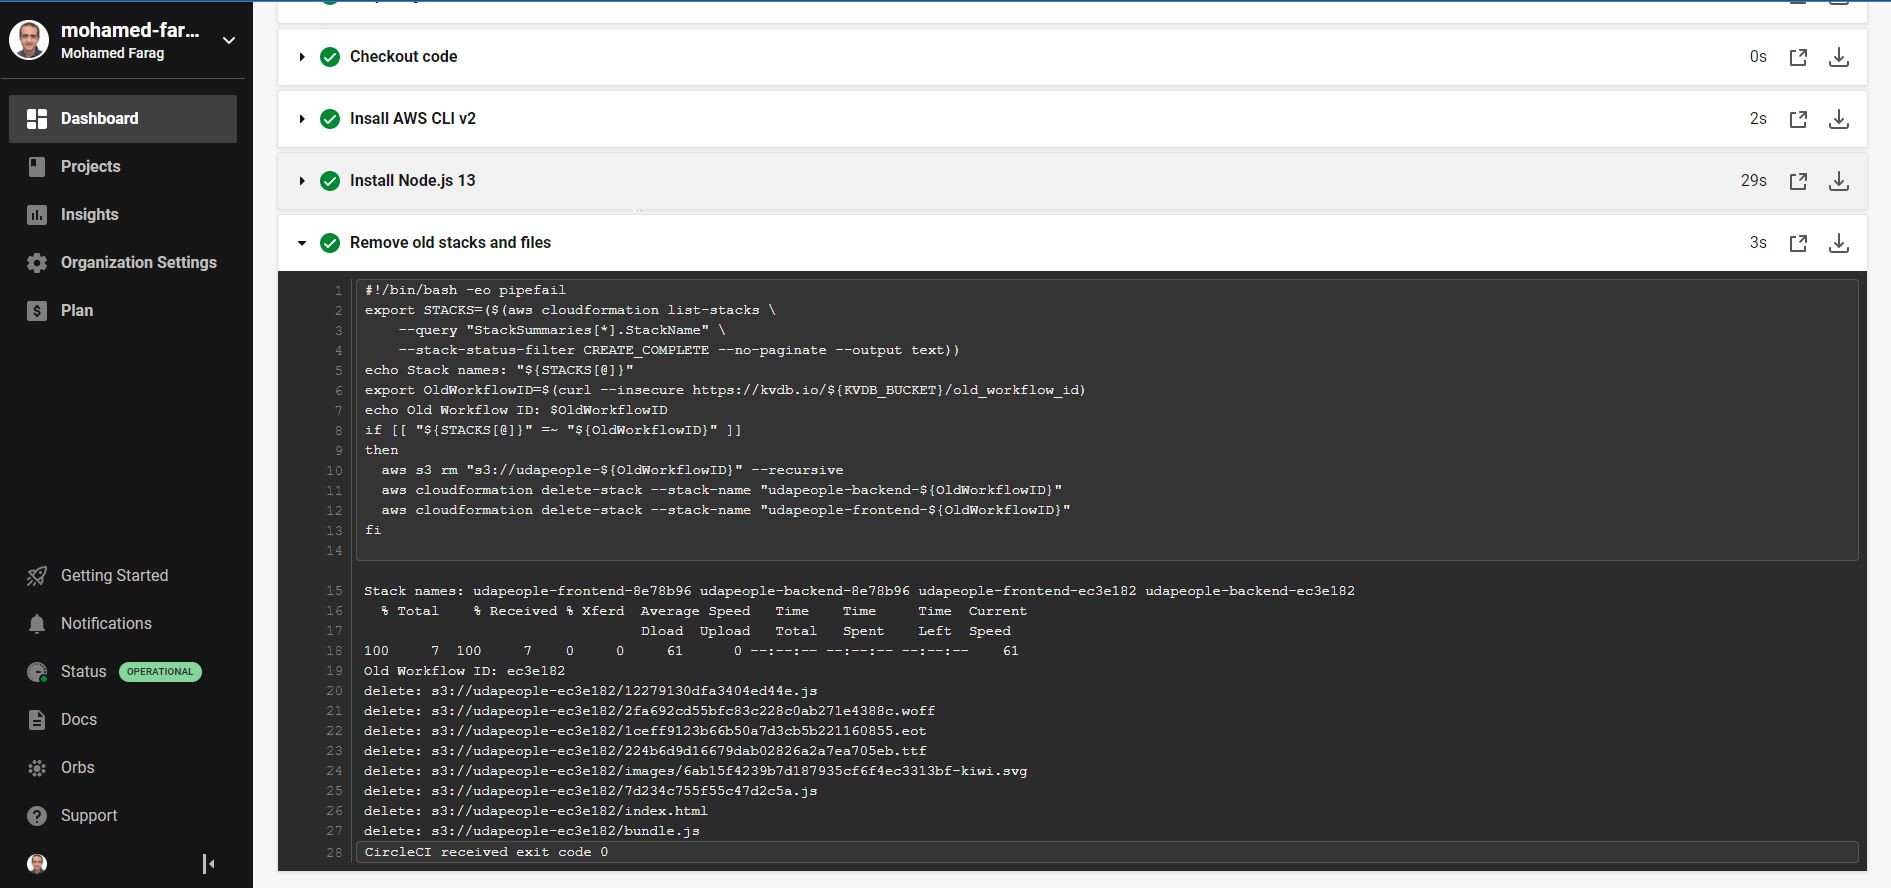 mohamed-far...
Mohamed Farag
Dashboard
Projects
Insights
Organization Settings
Plan
Getting Started
Notifications
Status OPERATIONAL
Docs
Orbs
Support
Checkout code 0s
Insall AWS CLI v2 2s
Install Node.js 13 29s
Remove old stacks and files 3s
1 #!/bin/bash -eo pipefail
2 export STACKS=($(aws cloudformation list-stacks \
3 --query "StackSummaries[*].StackName" \
4 --stack-status-filter CREATE_COMPLETE --no-paginate --output text))
5 echo Stack names: "${STACKS[@]}"
6 export OldWorkflowID=$(curl --insecure https://kvdb.io/${KVDB_BUCKET}/old_workflow_id)
7 echo Old Workflow ID: $OldWorkflowID
8 if [[ "${STACKS[@]}" =~ "${OldWorkflowID}" ]]
9 then
10 aws s3 rm "s3://udapeople-${OldWorkflowID}" --recursive
11 aws cloudformation delete-stack --stack-name "udapeople-backend-${OldWorkflowID}"
12 aws cloudformation delete-stack --stack-name "udapeople-frontend-${OldWorkflowID}"
13 fi
14
15 Stack names: udapeople-frontend-8e78b96 udapeople-backend-8e78b96 udapeople-frontend-ec3e182 udapeople-backend-ec3e182
16 % Total % Received % Xferd Average Speed Time Time Time Current
17 Dload Upload Total Spent Left Speed
18 100 7 100 7 0 0 61 0 --:--:-- --:--:-- --:--:-- 61
19 Old Workflow ID: ec3e182
20 delete: s3://udapeople-ec3e182/12279130dfa3404ed44e.js
21 delete: s3://udapeople-ec3e182/2fa692cd55bfc83c228c0ab271e4388c.woff
22 delete: s3://udapeople-ec3e182/1ceff9123b66b50a7d3cb5b221160855.eot
23 delete: s3://udapeople-ec3e182/224b6d9d16679dab02826a2a7ea705eb.ttf
24 delete: s3://udapeople-ec3e182/images/6ab15f4239b7d187935cf6f4ec3313bf-kiwi.svg
25 delete: s3://udapeople-ec3e182/7d234c755f55c47d2c5a.js
26 delete: s3://udapeople-ec3e182/index.html
27 delete: s3://udapeople-ec3e182/bundle.js
28 CircleCI received exit code 0